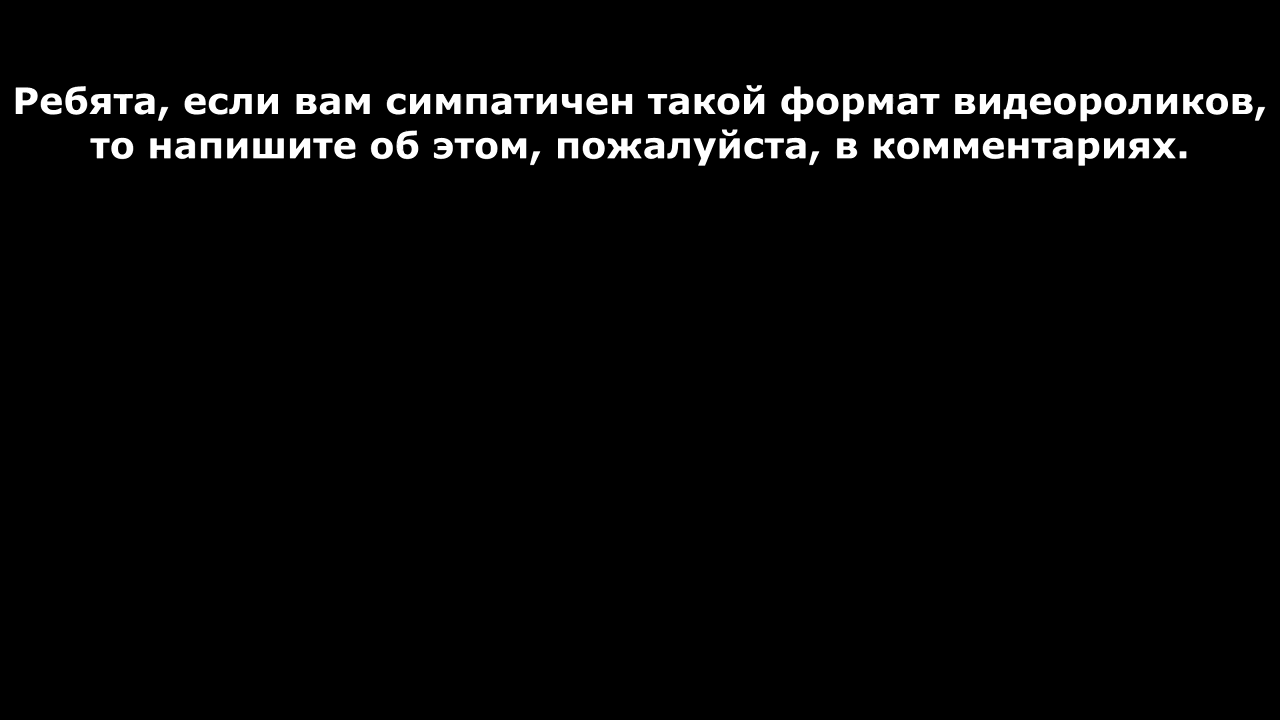 Ребята, если вам симпатичен такой формат видеороликов,
то напишите об этом, пожалуйста, в комментариях.